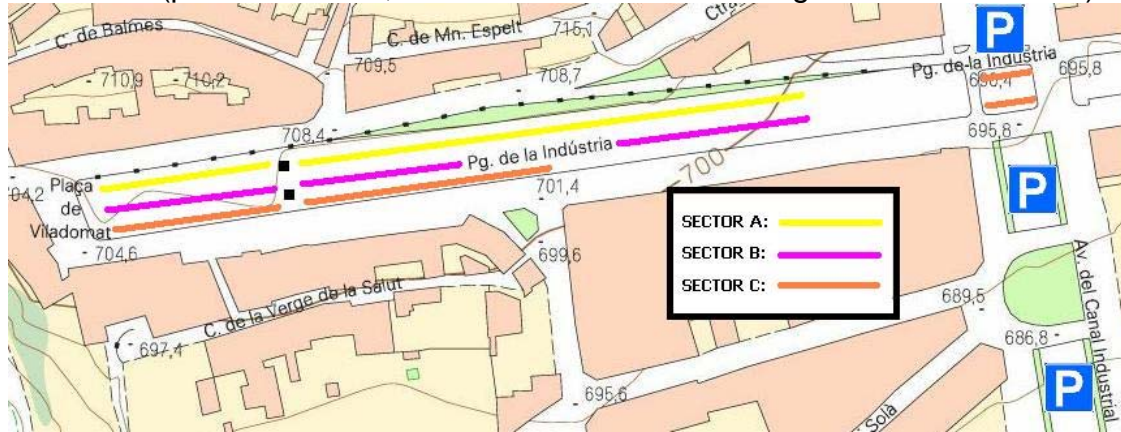 C. de Balmes
C. de Mn. Espelt
715,1
P
710,9
710,2
709,5
708,7
Pg. de la Indústria
695,8
708,4
695,8
Pg. de la Indústria
700
704,2
Plaça
de
Viladomat
701,4
P
704,6
SECTOR A:
SECTOR B:
SECTOR C:
699,6
C. de la Verge de la Salut
Av. del Canal Industrial
689,5
686,8
697,4
P
695,6
Solà